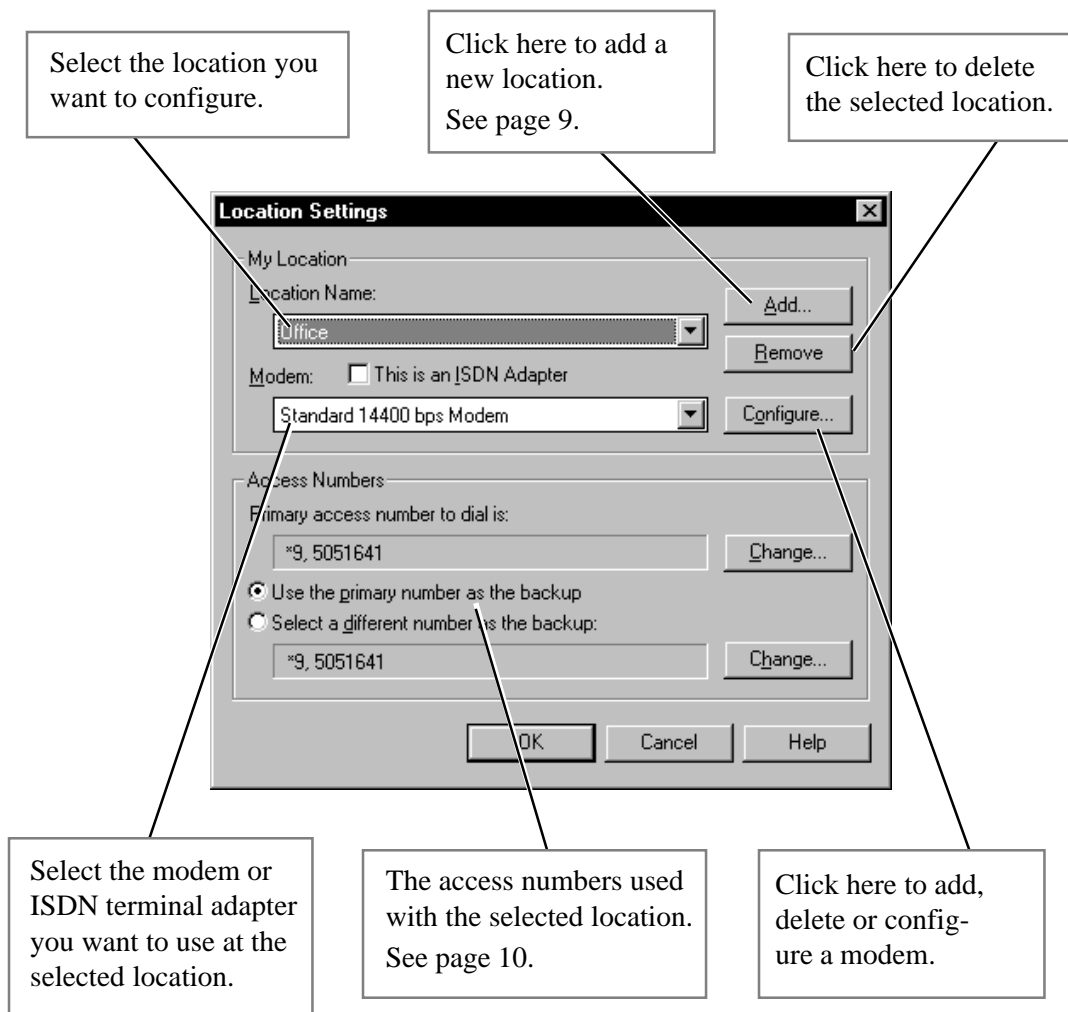 Select the location you
want to configure.
Click here to add a
new location.
See page 9.
Click here to delete
the selected location.
Location Settings
My Location
Location Name:
Add...
Office
Remove
Modem:
This is an ISDN Adapter
Standard 14400 bps Modem
Configure...
Access Numbers
Primary access number to dial is:
*9, 5051641
Change...
Use the primary number as the backup
Select a different number as the backup:
*9, 5051641
Change...
OK
Cancel
Help
Select the modem or
ISDN terminal adapter
you want to use at the
selected location.
The access numbers used
with the selected location.
See page 10.
Click here to add,
delete or config-
ure a modem.